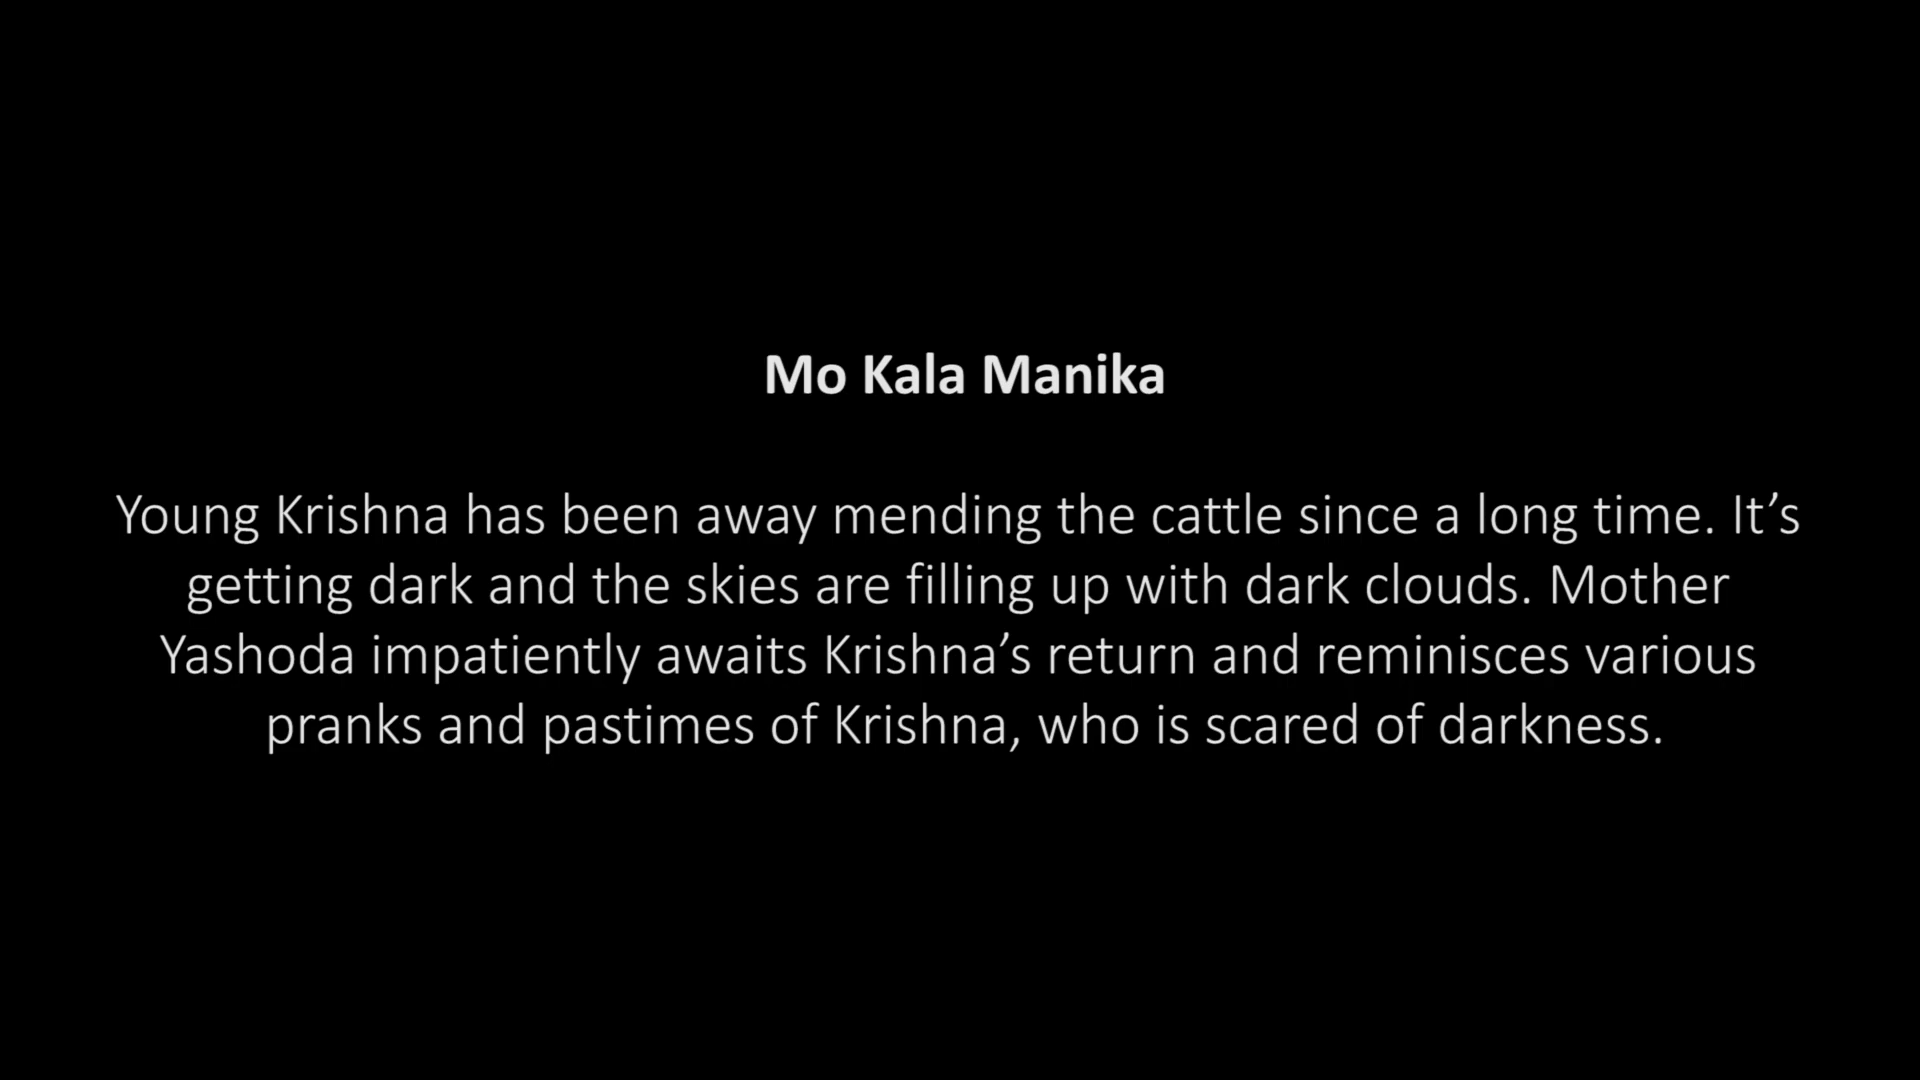 Mo Kala Manika
Young Krishna has been away mending the cattle since a long time. It’s
getting dark and the skies are filling up with dark clouds. Mother
Yashoda impatiently awaits Krishna’s return and reminisces various
pranks and pastimes of Krishna, who is scared of darkness.